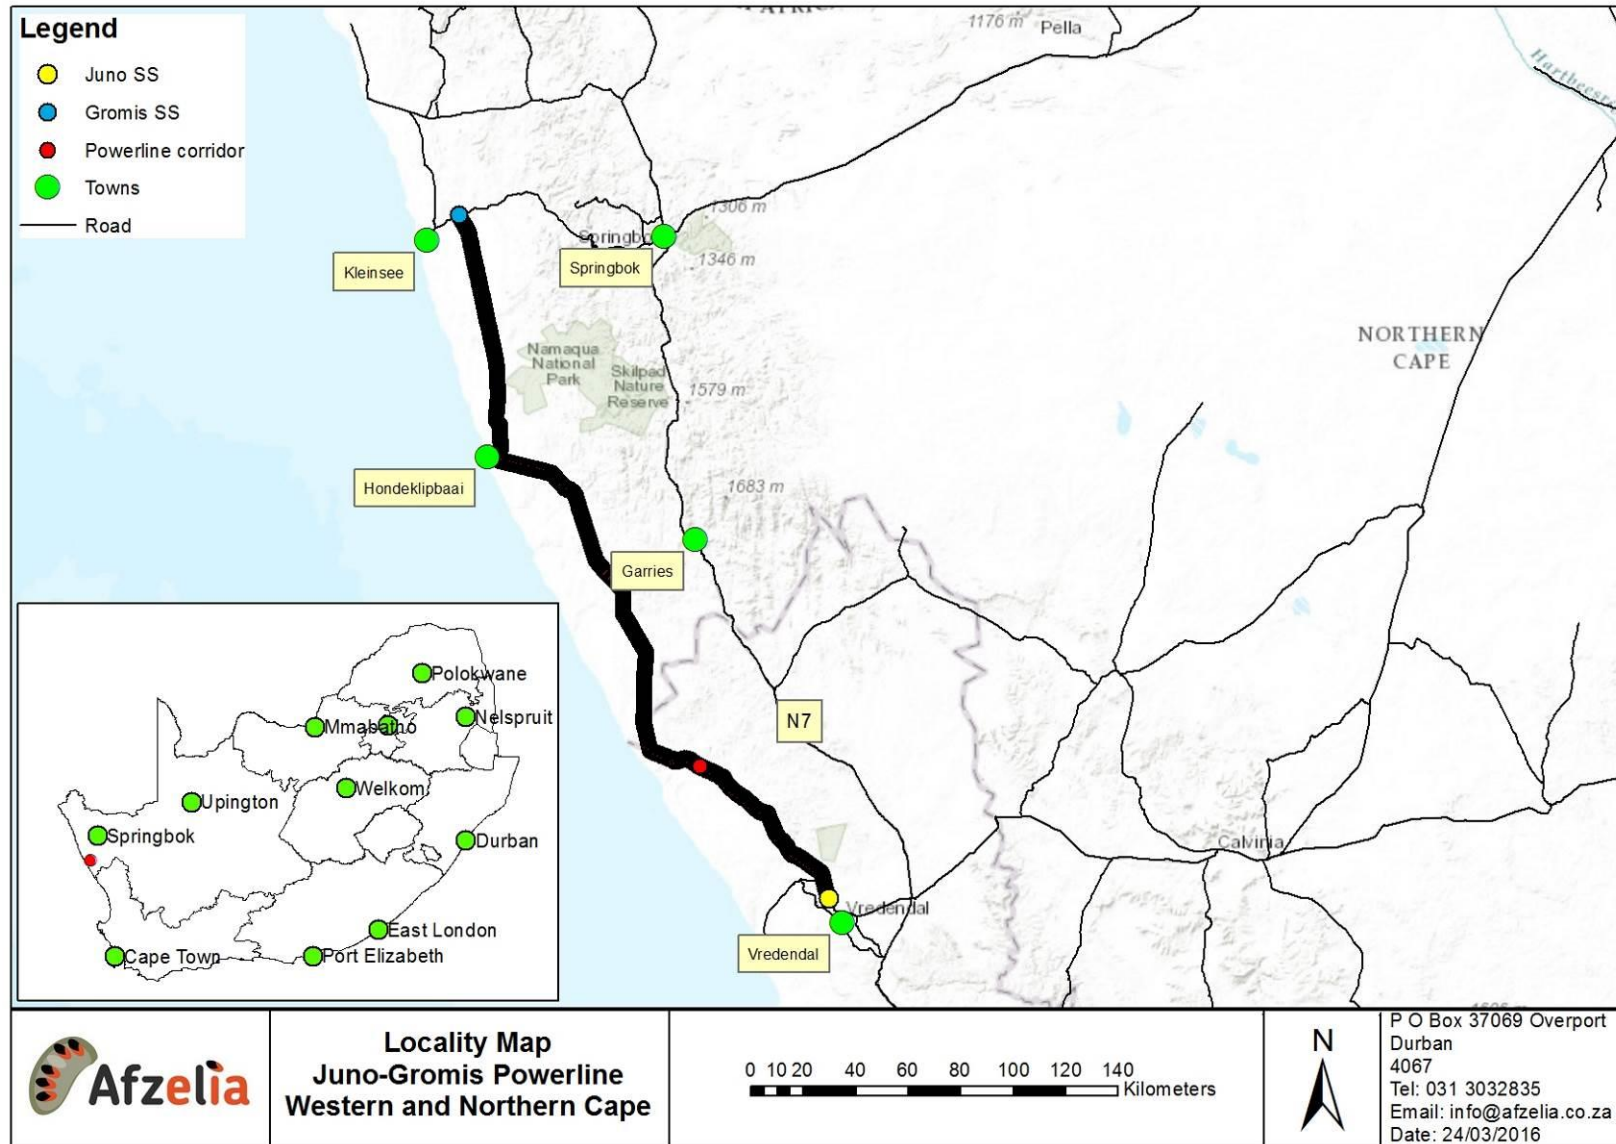 Legend
Juno SS
Gromis SS
Powerline corridor
Towns
Road
1176 m
Pella
1306 m
Springbo
1346 m
Kleinsee
Springbok
NORTHERN
CAPE
Namaqua
National
Park
Skilpad
Nature
Reserve
1579 m
Hondeklipbaai
1683 m
Garries
N7
Calvinia
Vredendal
Vredendal
Polokwane
Nelspruit
Mmabatho
Welkom
Upington
Springbok
Durban
East London
Cape Town
Port Elizabeth
Afzelia
Locality Map
Juno-Gromis Powerline
Western and Northern Cape
0 10 20 40 60 80 100 120 140
Kilometers
N
P O Box 37069 Overport
Durban
4067
Tel: 031 3032835
Email: info@afzelia.co.za
Date: 24/03/2016